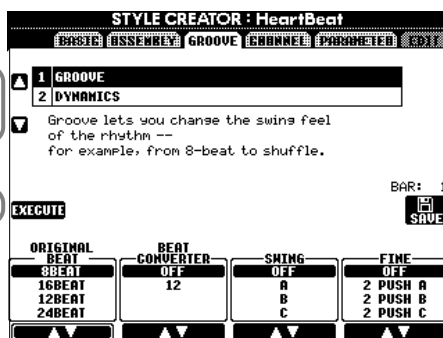 STYLE CREATOR : HeartBeat
BASIC ASSEMBLY GROOVE CHANNEL PARAMETER EDIT
1 GROOVE
2 DYNAMICS
Groove lets you change the swing feel
of the rhythm --
for example, from 8-beat to shuffle.
BAR: 1
EXECUTE
SAVE
ORIGINAL BEAT
BEAT CONVERTER
SWING
FINE
8BEAT OFF OFF OFF
16BEAT 12 A 2 PUSH A
12BEAT B 2 PUSH B
24BEAT C 2 PUSH C